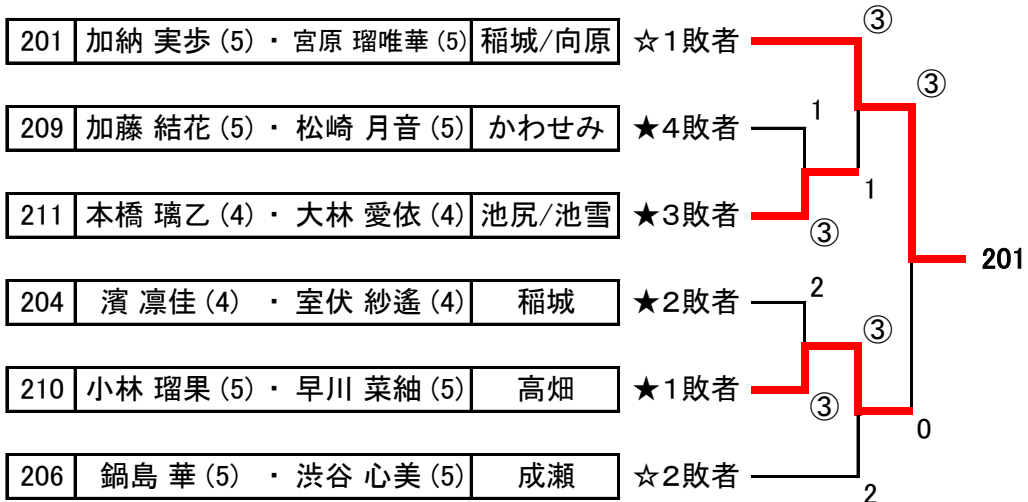 ③
201 加納 実歩 (5) ・ 宮原 瑠唯華 (5) 稲城/向原 ☆1敗者
③
209 加藤 結花 (5) ・ 松崎 月音 (5) かわせみ ★4敗者 1
1
211 本橋 璃乙 (4) ・ 大林 愛依 (4) 池尻/池雪 ★3敗者 ③
201
204 濱 凛佳 (4) ・ 室伏 紗遙 (4) 稲城 ★2敗者 2
③
210 小林 瑠果 (5) ・ 早川 菜紬 (5) 高畑 ★1敗者 ③
0
206 鍋島 華 (5) ・ 渋谷 心美 (5) 成瀬 ☆2敗者 2